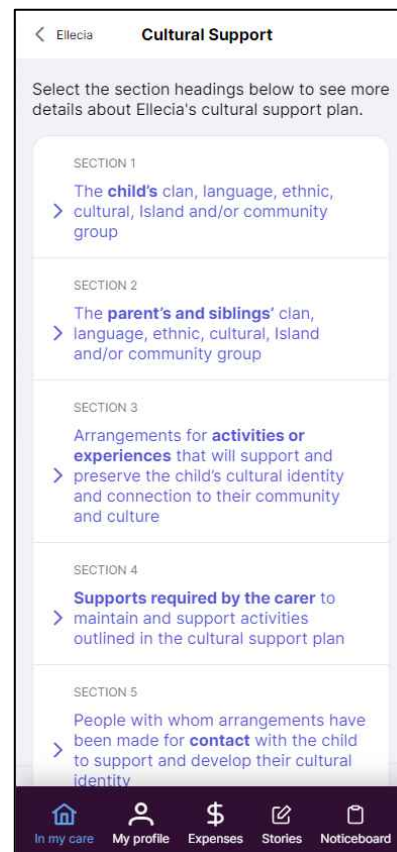 Ellecia Cultural Support
Select the section headings below to see more
details about Ellecia's cultural support plan.
SECTION 1
The child's clan, language, ethnic,
cultural, Island and/or community
group
SECTION 2
The parent's and siblings' clan,
language, ethnic, cultural, Island
and/or community group
SECTION 3
Arrangements for activities or
experiences that will support and
preserve the child's cultural identity
and connection to their community
and culture
SECTION 4
Supports required by the carer to
maintain and support activities
outlined in the cultural support plan
SECTION 5
People with whom arrangements have
been made for contact with the child
to support and develop their cultural
identity
In my care My profile Expenses Stories Noticeboard